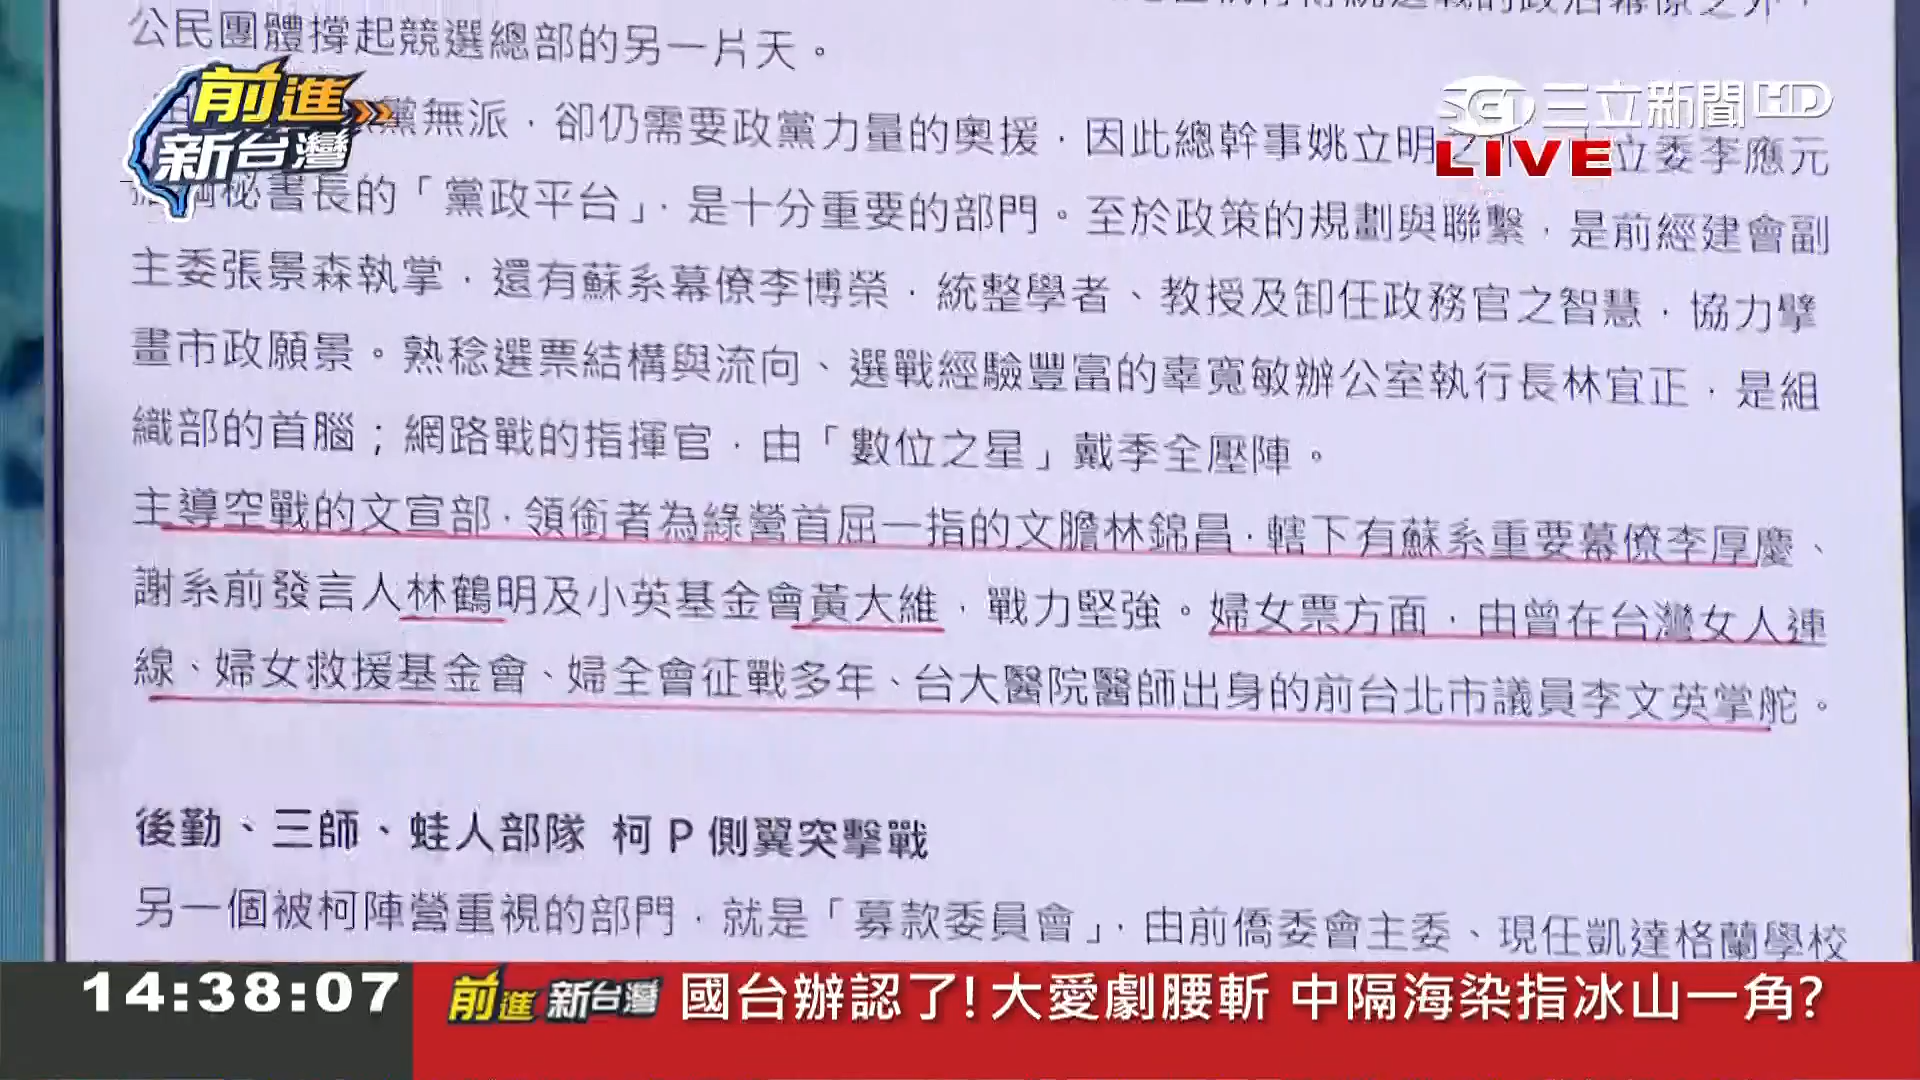 公民團體撐起競選總部的另一片天。
黨無派,卻仍需要政黨力量的奧援,因此總幹事姚立明之外,
立委李應元
秘書長的「黨政平台」,是十分重要的部門。至於政策的規劃與聯繫,是前經建會副
主委張景森執掌,還有蘇系幕僚李博榮,統整學者、教授及卸任政務官之智慧,協力擘
畫市政願景。熟稔選票結構與流向、選戰經驗豐富的辜寬敏辦公室執行長林宜正,是組
織部的首腦;網路戰的指揮官,由「數位之星」戴季全壓陣。
主導空戰的文宣部,領銜者為綠營首屈一指的文膽林錦昌,轄下有蘇系重要幕僚李厚慶、
謝系前發言人林鶴明及小英基金會黃大維,戰力堅強。婦女票方面,由曾在台灣女人連
線、婦女救援基金會、婦全會征戰多年、台大醫院醫師出身的前台北市議員李文英掌舵。
後勤、三師、蛙人部隊 柯P側翼突擊戰
另一個被柯陣營重視的部門,就是「募款委員會」,由前僑委會主委、現任凱達格蘭學校
前進新台灣
SET三立新聞HD
LIVE
14:38:07
前進新台灣 國台辦認了!大愛劇腰斬 中隔海染指冰山一角?